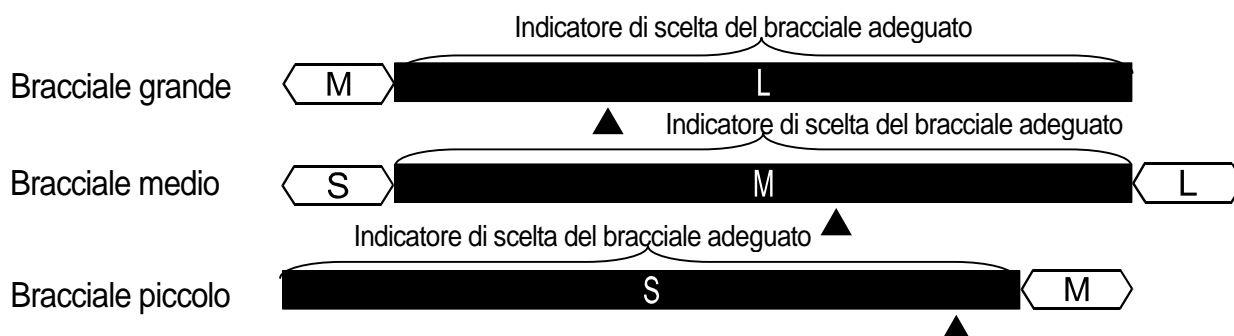 Indicatore di scelta del bracciale adeguato
Bracciale grande M L
Indicatore di scelta del bracciale adeguato
Bracciale medio S M L
Indicatore di scelta del bracciale adeguato
Bracciale piccolo S M